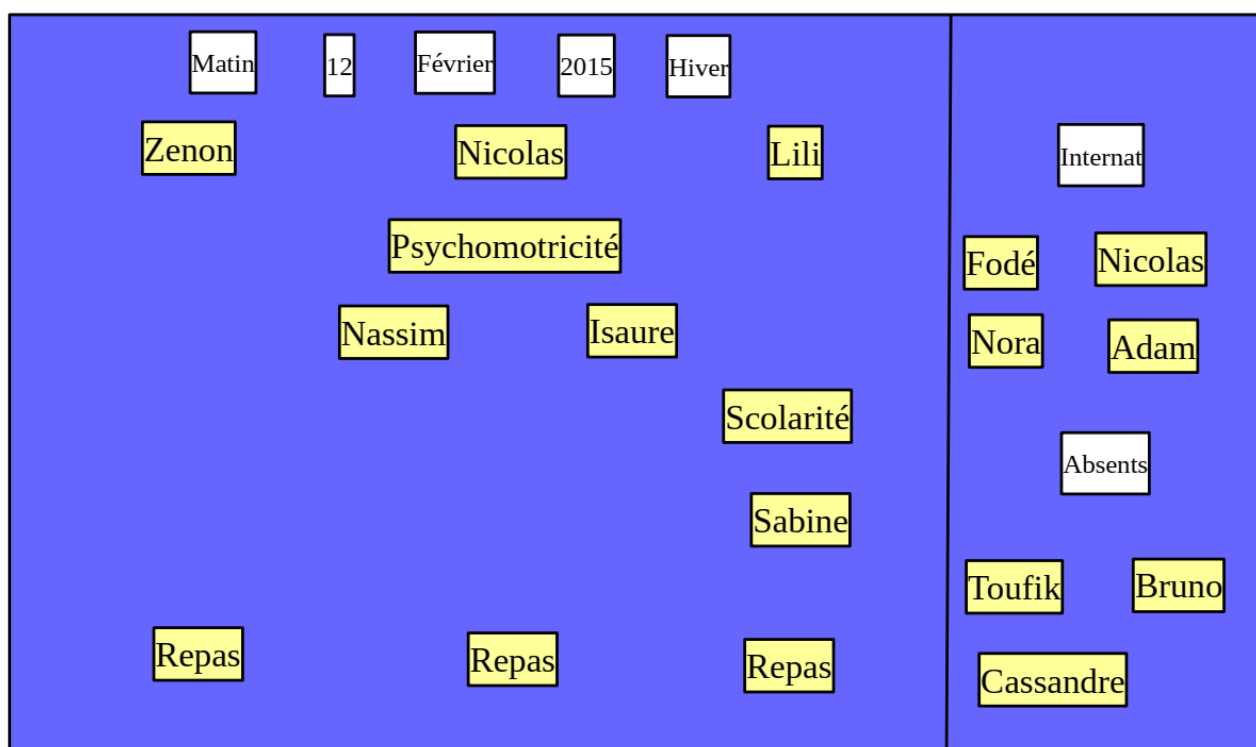 Matin 12 Février 2015 Hiver
Zenon Nicolas Lili
Psychomotricité
Nassim Isaure
Scolarité
Sabine
Repas Repas Repas
Internat
Fodé Nicolas
Nora Adam
Absents
Toufik Bruno
Cassandre